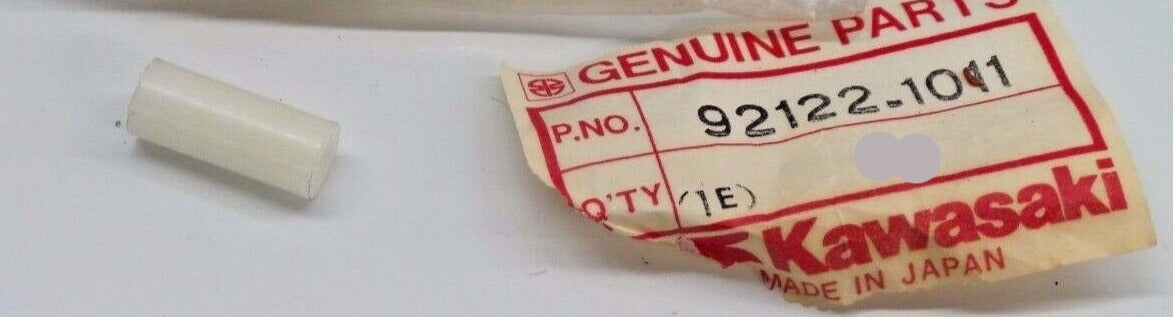 GENUINE PARTS
P.NO. 92122-1011
Q'TY (1E)
Kawasaki
MADE IN JAPAN